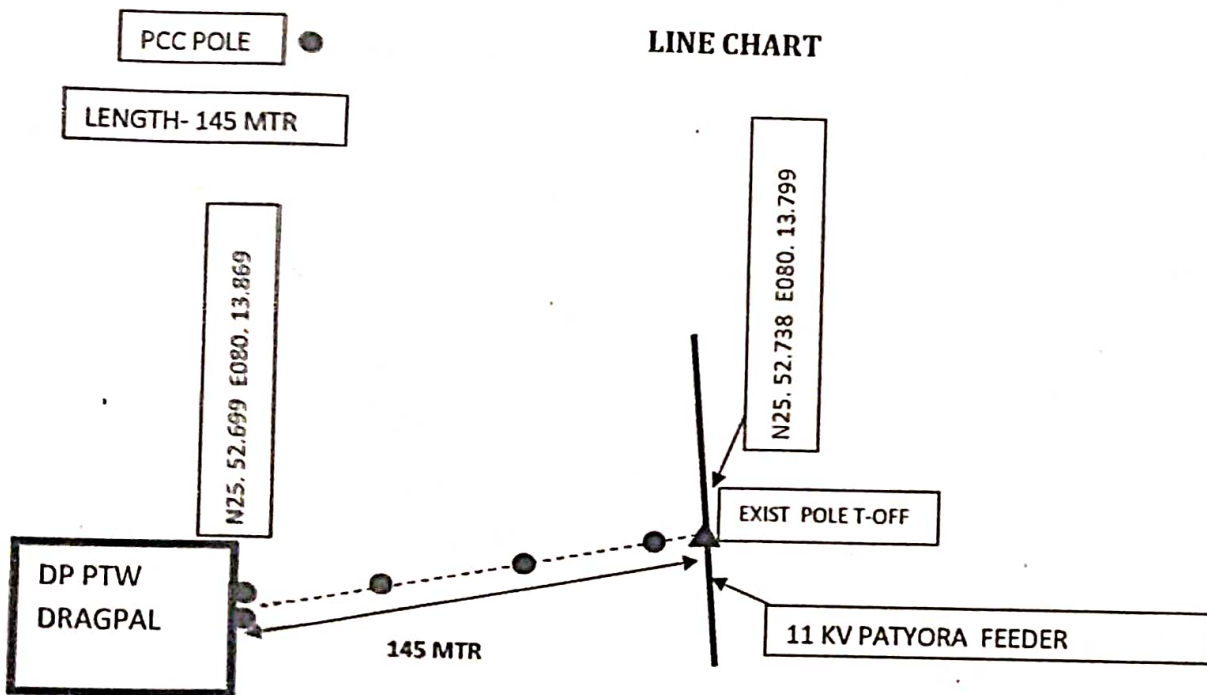 PCC POLE
LINE CHART
LENGTH- 145 MTR
N25. 52.699 E080. 13.869
N25. 52.738 E080. 13.799
EXIST POLE T-OFF
DP PTW
DRAGPAL
145 MTR
11 KV PATYORA FEEDER